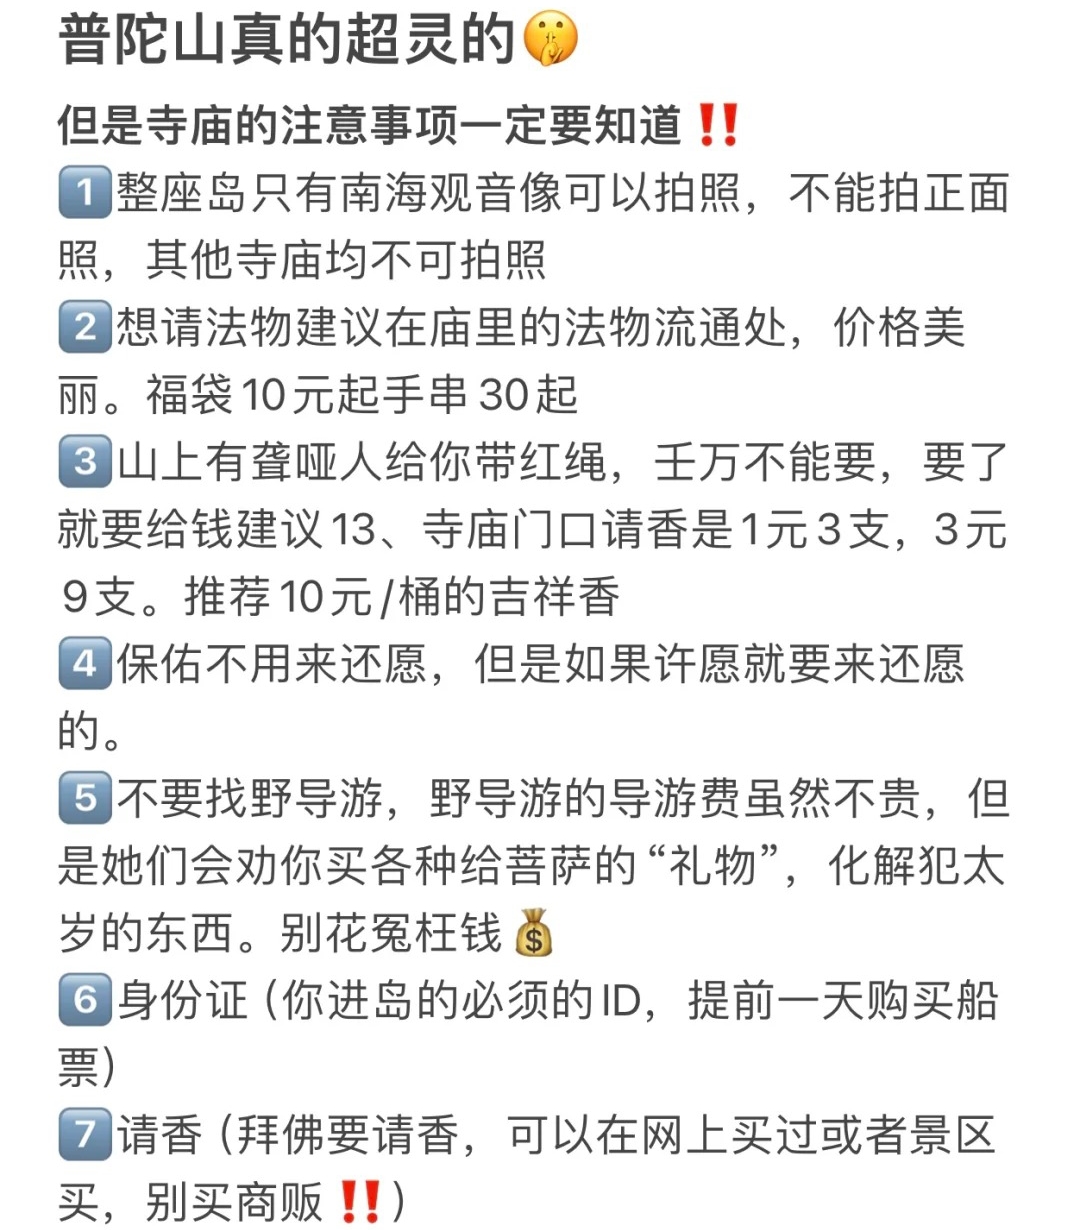 普陀山真的超灵的🤫
但是寺庙的注意事项一定要知道‼️
1️⃣整座岛只有南海观音像可以拍照，不能拍正面
照，其他寺庙均不可拍照
2️⃣想请法物建议在庙里的法物流通处，价格美
丽。福袋10元起手串30起
3️⃣山上有聋哑人给你带红绳，壬万不能要，要了
就要给钱建议13、寺庙门口请香是1元3支，3元
9支。推荐10元/桶的吉祥香
4️⃣保佑不用来还愿，但是如果许愿就要来还愿
的。
5️⃣不要找野导游，野导游的导游费虽然不贵，但
是她们会劝你买各种给菩萨的“礼物”，化解犯太
岁的东西。别花冤枉钱💰
6️⃣身份证（你进岛的必须的ID，提前一天购买船
票）
7️⃣请香（拜佛要请香，可以在网上买过或者景区
买，别买商贩‼️）